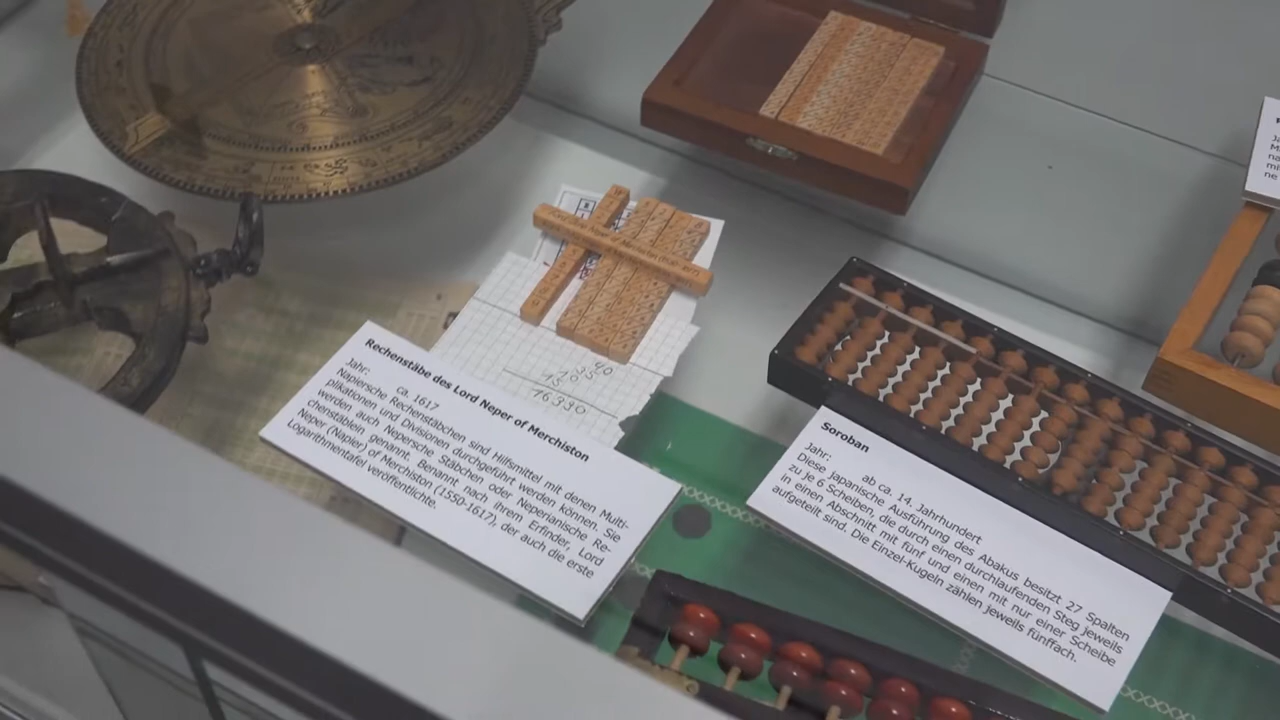 Rechenstäbe des Lord Neper of Merchiston
Jahr: ca. 1617
Napiersche Rechenstäbchen sind Hilfsmittel mit denen Multi-
plikationen und Divisionen durchgeführt werden können. Sie
werden auch Nepersche Stäbchen oder Neperianische Re-
chenstäblein genannt. Benannt nach ihrem Erfinder, Lord
Neper (Napier) of Merchiston (1550-1617), der auch die erste
Logarithmentafel veröffentlichte.
16330
Soroban
Jahr: ab ca. 14. Jahrhundert
Diese japanische Ausführung des Abakus besitzt 27 Spalten
zu je 6 Scheiben, die durch einen durchlaufenden Steg jeweils
in einen Abschnitt mit fünf und einen mit nur einer Scheibe
aufgeteilt sind. Die Einzel-Kugeln zählen jeweils fünffach.